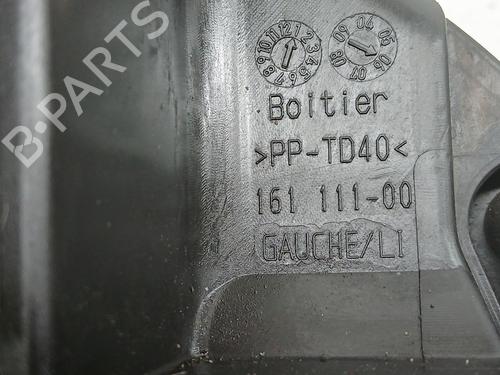 B-Parts
Boitier
>PP-TD40<
161 111-00
GAUCHE/LI